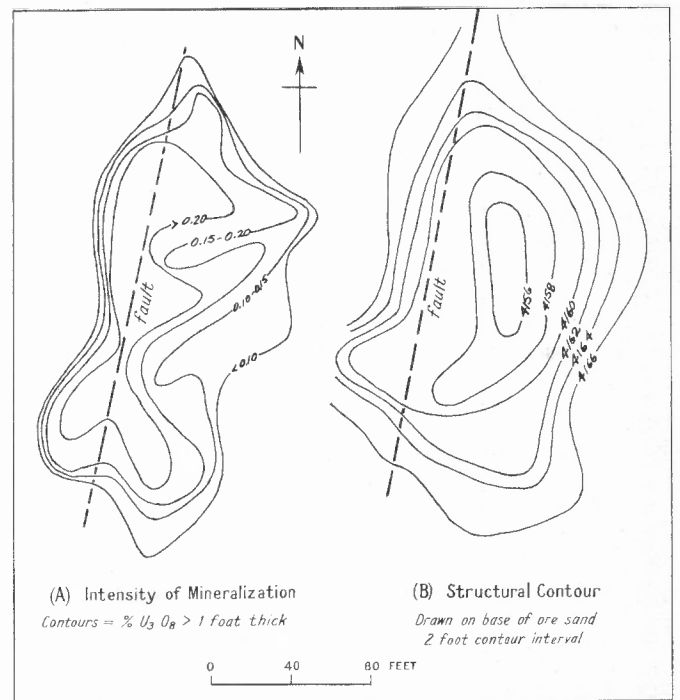 N
> 0.20
0.15-0.20
0.10-0.15
<0.10
fault
4156
4158
4160
4162
4164
4166
fault
(A) Intensity of Mineralization
Contours = % U3 O8 > 1 foot thick
(B) Structural Contour
Drawn on base of ore sand
2 foot contour interval
0 40 80 FEET